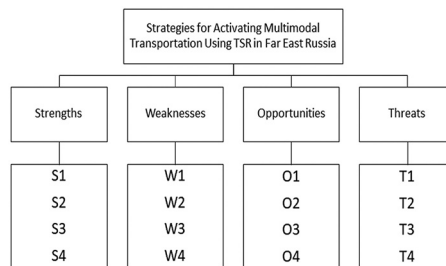 Strategies for Activating Multimodal
Transportation Using TSR in Far East Russia
Strengths
Weaknesses
Opportunities
Threats
S1
S2
S3
S4
W1
W2
W3
W4
O1
O2
O3
O4
T1
T2
T3
T4